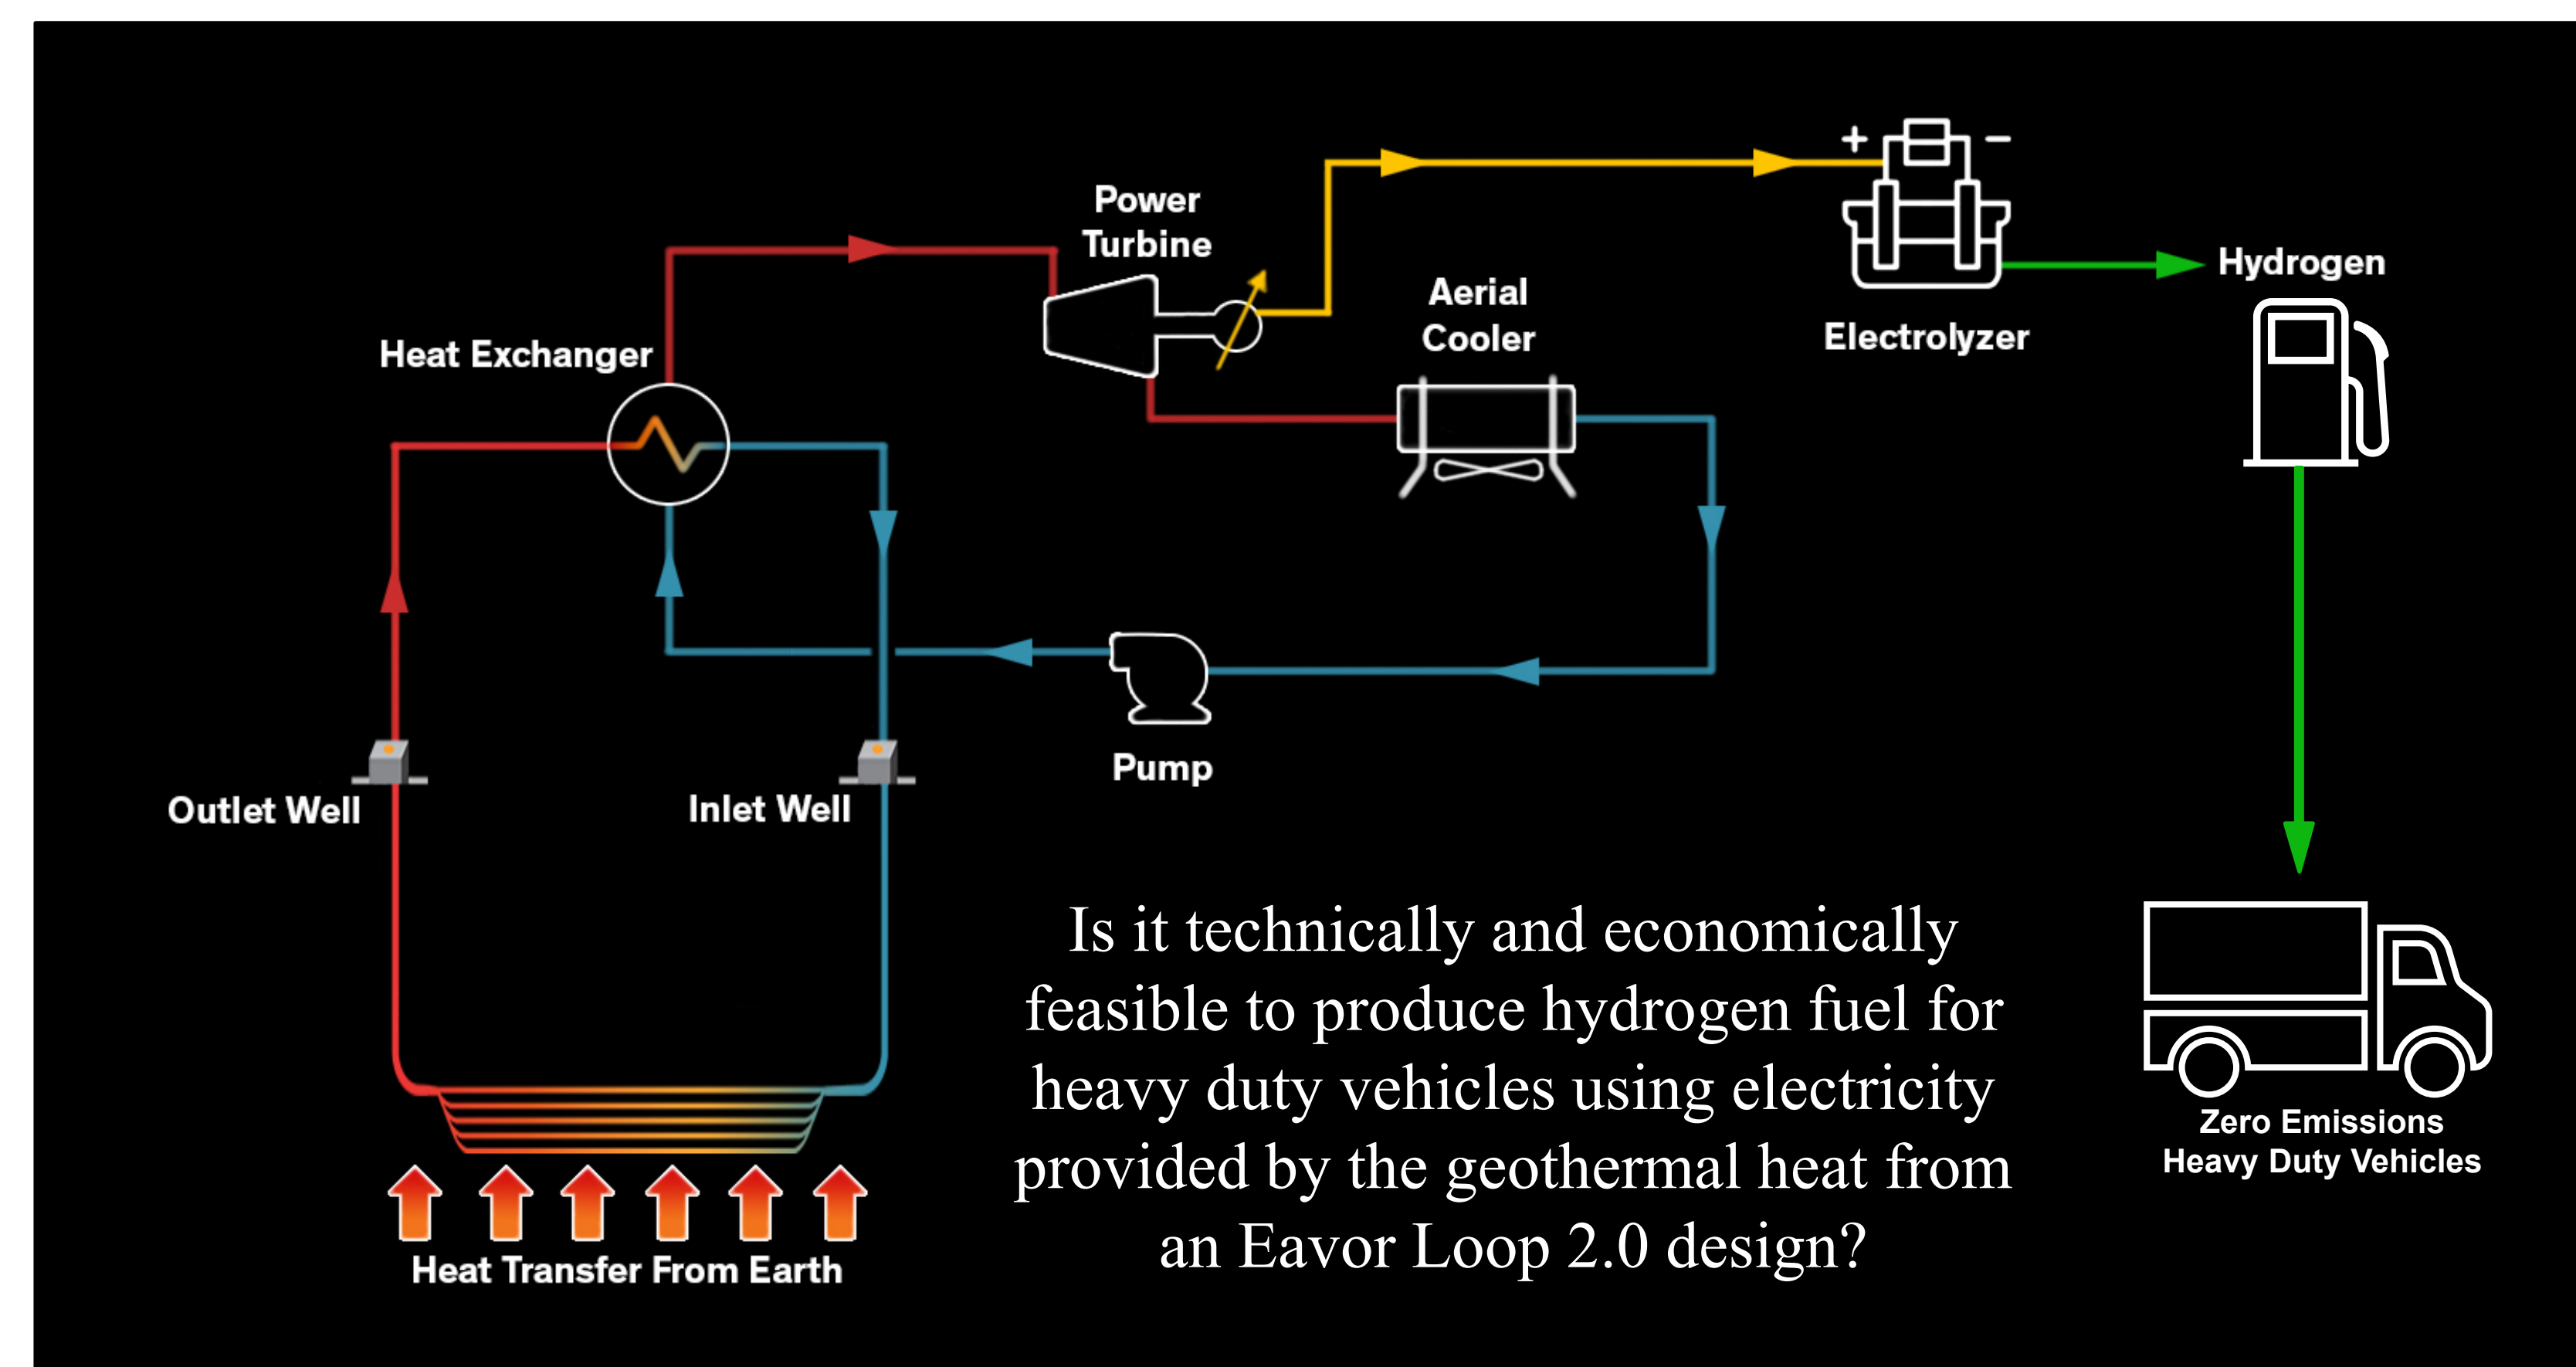 Power
Turbine
+ −
Hydrogen
Aerial
Cooler
Electrolyzer
Heat Exchanger
Pump
Outlet Well
Inlet Well
Is it technically and economically
feasible to produce hydrogen fuel for
heavy duty vehicles using electricity
provided by the geothermal heat from
an Eavor Loop 2.0 design?
Zero Emissions
Heavy Duty Vehicles
Heat Transfer From Earth